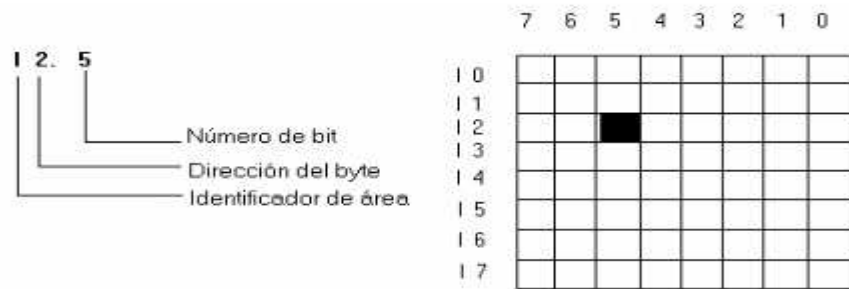 I 2. 5
Número de bit
Dirección del byte
Identificador de área
7 6 5 4 3 2 1 0
I 0
I 1
I 2
I 3
I 4
I 5
I 6
I 7